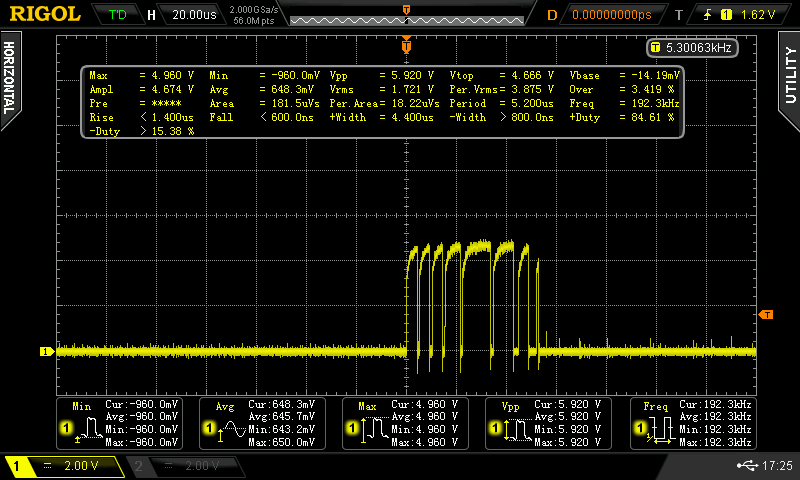 RIGOL T'D H 20.00us 2.000GSa/s 56.0M pts T D 0.00000000ps T 1 1.62 V
HORIZONTAL
UTILITY
T
T 5.30063kHz
Max = 4.960 V Min = -960.0mV Vpp = 5.920 V Vtop = 4.666 V Vbase = -14.19mV
Ampl = 4.674 V Avg = 648.3mV Vrms = 1.721 V Per.Vrms= 3.875 V Over = 3.419 %
Pre = ***** Area = 181.5uVs Per.Area= 18.22uVs Period = 5.200us Freq = 192.3kHz
Rise < 1.400us Fall < 600.0ns +Width = 4.400us -Width > 800.0ns +Duty = 84.61 %
-Duty > 15.38 %
T
1
Min Cur:-960.0mV Avg:-960.0mV Min:-960.0mV Max:-960.0mV
1
Avg Cur:648.3mV Avg:645.7mV Min:643.2mV Max:650.0mV
1
Max Cur:4.960 V Avg:4.960 V Min:4.960 V Max:4.960 V
1
Vpp Cur:5.920 V Avg:5.920 V Min:5.920 V Max:5.920 V
1
Freq Cur:192.3kHz Avg:192.3kHz Min:192.3kHz Max:192.3kHz
1
1 = 2.00 V 2 = 2.00 V 17:25